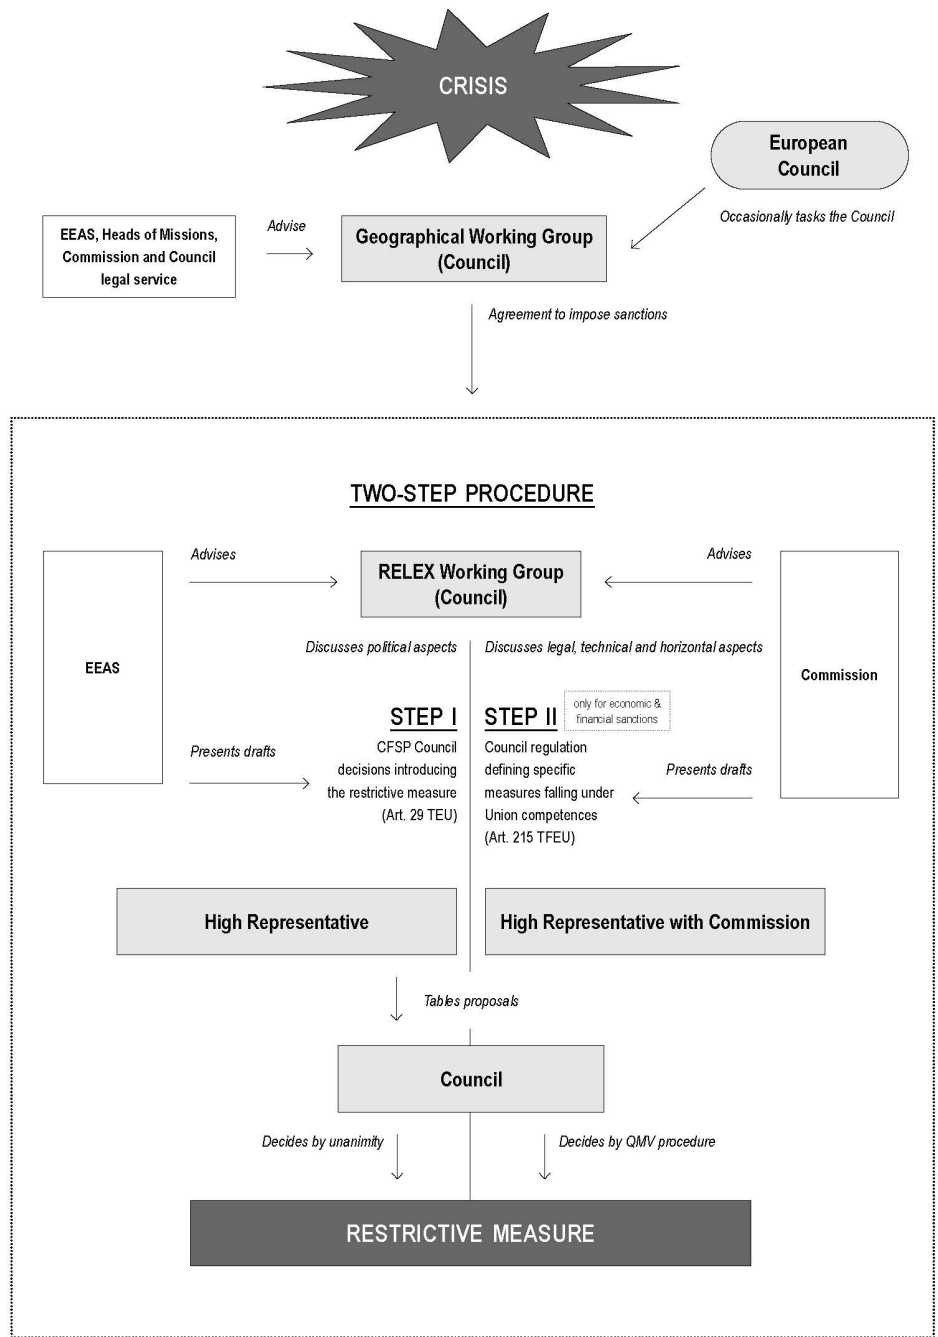 CRISIS
European
Council
Occasionally tasks the Council
EEAS, Heads of Missions,
Commission and Council
legal service
Advise
Geographical Working Group
(Council)
Agreement to impose sanctions
TWO-STEP PROCEDURE
EEAS
Advises
RELEX Working Group
(Council)
Advises
Commission
Discusses political aspects
Discusses legal, technical and horizontal aspects
STEP I
CFSP Council
decisions introducing
the restrictive measure
(Art. 29 TEU)
Presents drafts
STEP II
only for economic &
financial sanctions
Council regulation
defining specific
measures falling under
Union competences
(Art. 215 TFEU)
Presents drafts
High Representative
High Representative with Commission
Tables proposals
Council
Decides by unanimity
Decides by QMV procedure
RESTRICTIVE MEASURE